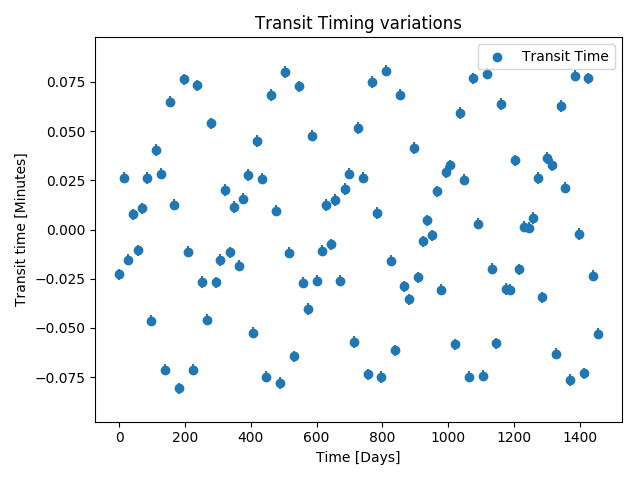 Transit Timing variations
Transit Time
Transit time [Minutes]
0.075
0.050
0.025
0.000
−0.025
−0.050
−0.075
0 200 400 600 800 1000 1200 1400
Time [Days]